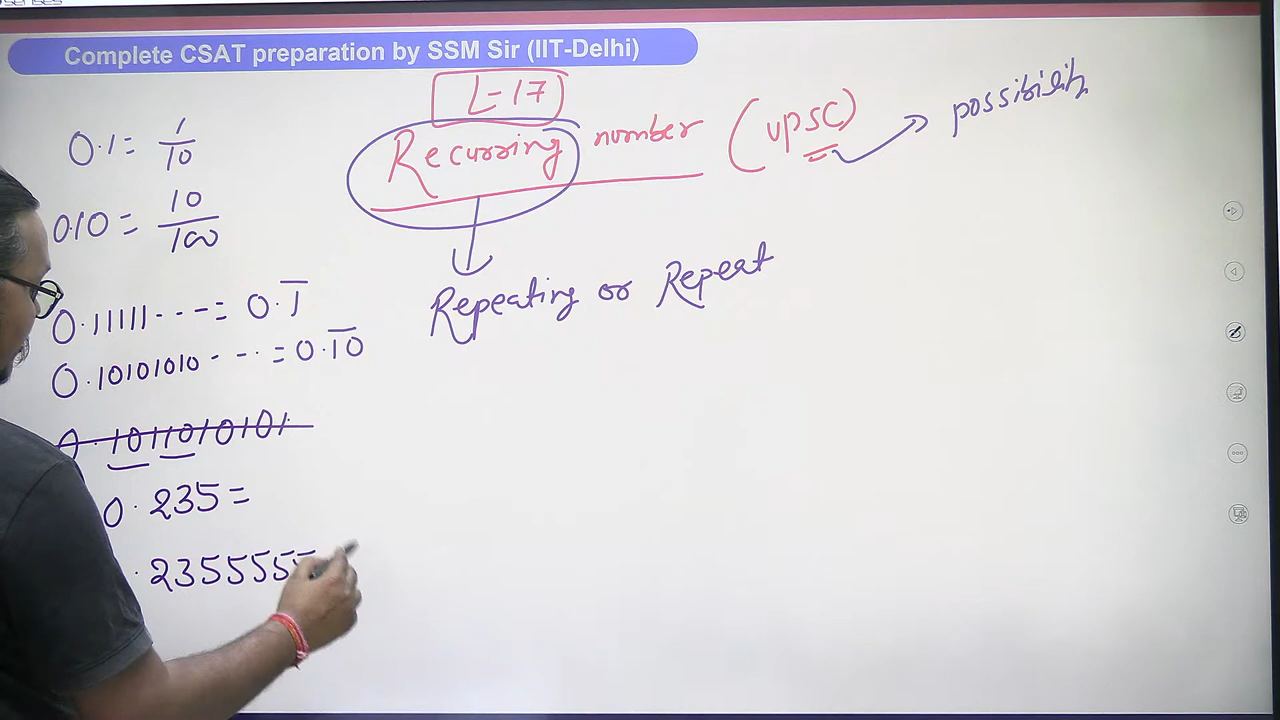 Complete CSAT preparation by SSM Sir (IIT-Delhi)
L-17
Recurring number (UPSC) → possibility
Repeating or Repeat
0.1 = 1/10
0.10 = 10/100
0.11111---- = 0.1̅
0.10101010---- = 0.1̅0̅
0.1011010101
0.235 =
.2355555